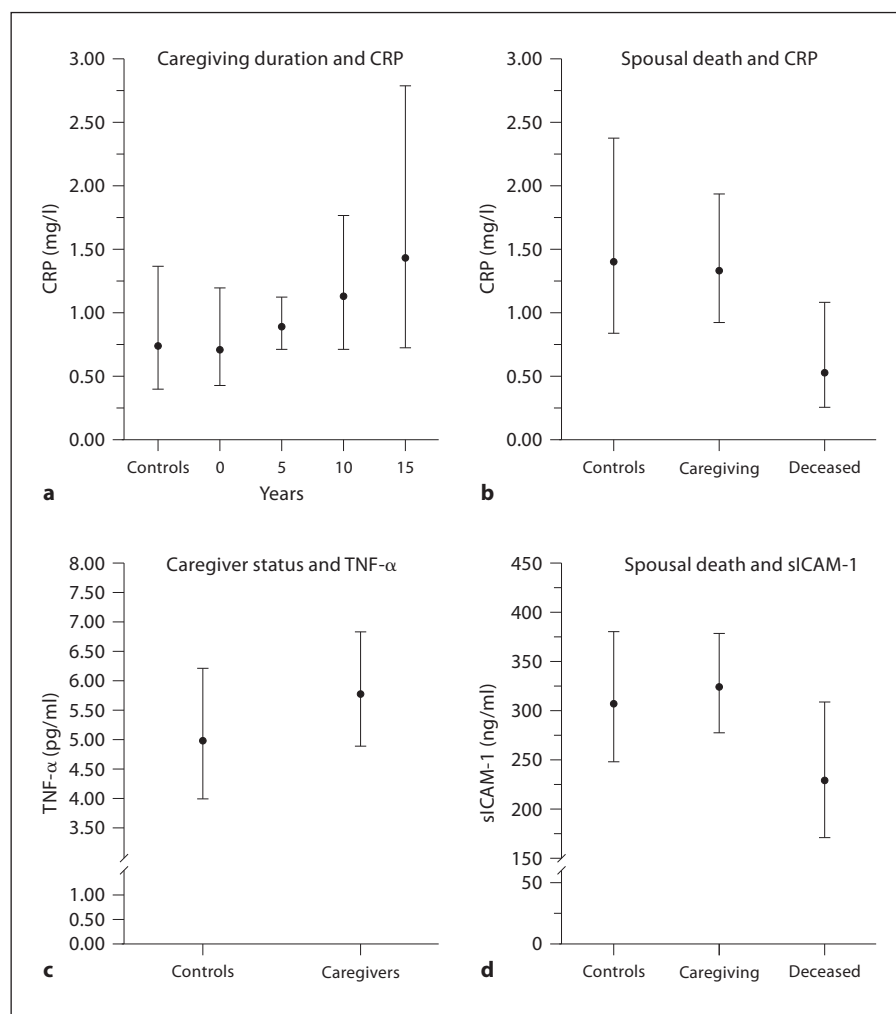 Caregiving duration and CRP
3.00
2.50
2.00
1.50
1.00
0.50
0.00
CRP (mg/l)
Controls 0 5 10 15
Years
a
Spousal death and CRP
3.00
2.50
2.00
1.50
1.00
0.50
0.00
CRP (mg/l)
Controls Caregiving Deceased
b
Caregiver status and TNF-α
8.00
7.50
7.00
6.50
6.00
5.50
5.00
4.50
4.00
3.50
1.00
0.50
0.00
TNF-α (pg/ml)
Controls Caregivers
c
Spousal death and sICAM-1
450
400
350
300
250
200
150
50
0
sICAM-1 (ng/ml)
Controls Caregiving Deceased
d